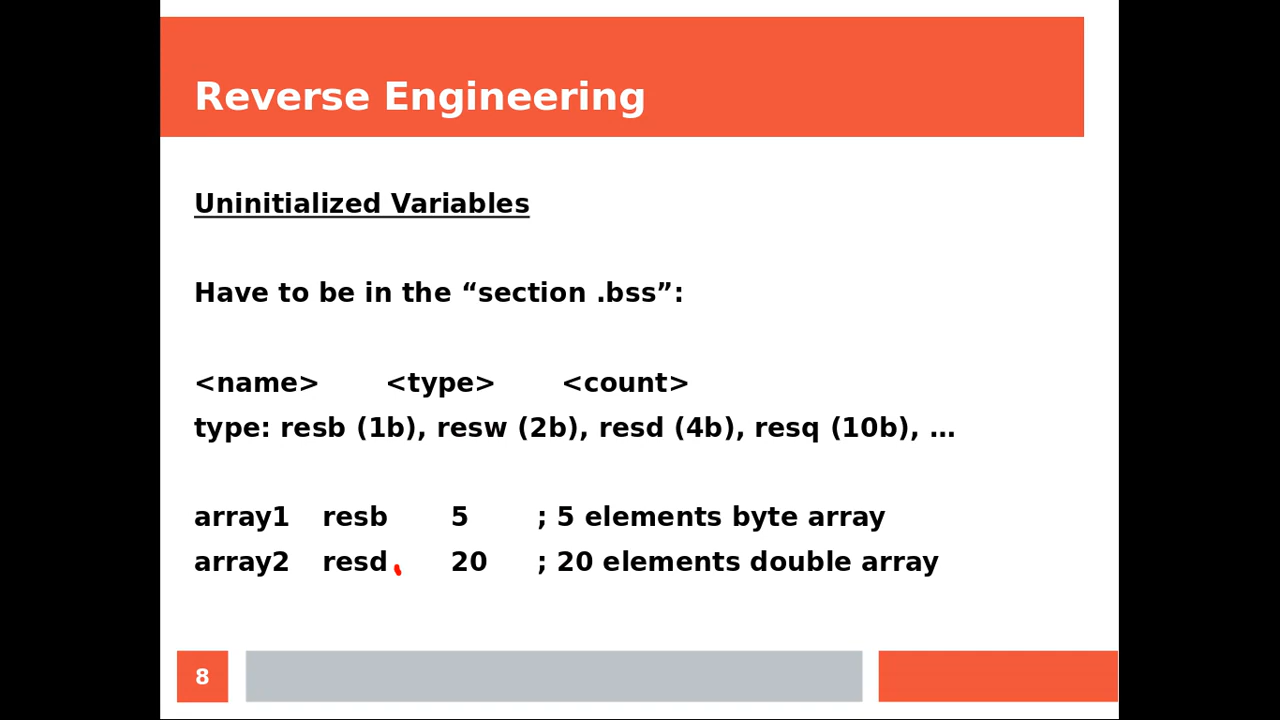 Reverse Engineering
Uninitialized Variables
Have to be in the “section .bss”:
<name> <type> <count>
type: resb (1b), resw (2b), resd (4b), resq (10b), …
array1 resb 5 ; 5 elements byte array
array2 resd 20 ; 20 elements double array
8